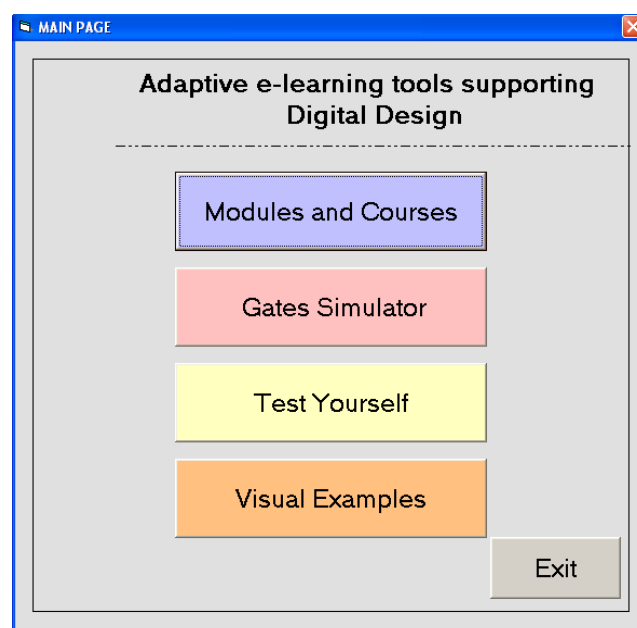 MAIN PAGE
Adaptive e-learning tools supporting
Digital Design
Modules and Courses
Gates Simulator
Test Yourself
Visual Examples
Exit